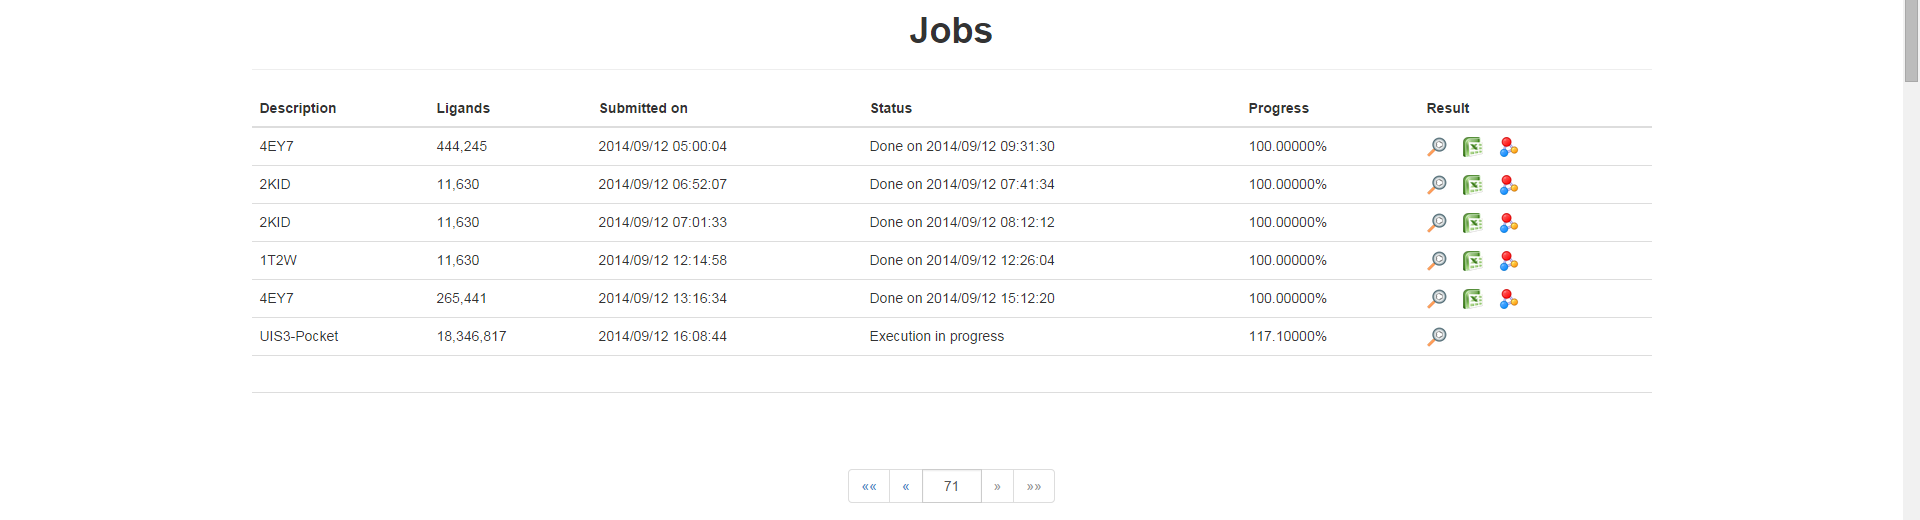 Jobs
Description Ligands Submitted on Status Progress Result
4EY7 444,245 2014/09/12 05:00:04 Done on 2014/09/12 09:31:30 100.00000%
2KID 11,630 2014/09/12 06:52:07 Done on 2014/09/12 07:41:34 100.00000%
2KID 11,630 2014/09/12 07:01:33 Done on 2014/09/12 08:12:12 100.00000%
1T2W 11,630 2014/09/12 12:14:58 Done on 2014/09/12 12:26:04 100.00000%
4EY7 265,441 2014/09/12 13:16:34 Done on 2014/09/12 15:12:20 100.00000%
UIS3-Pocket 18,346,817 2014/09/12 16:08:44 Execution in progress 117.10000%
«« « 71 » »»